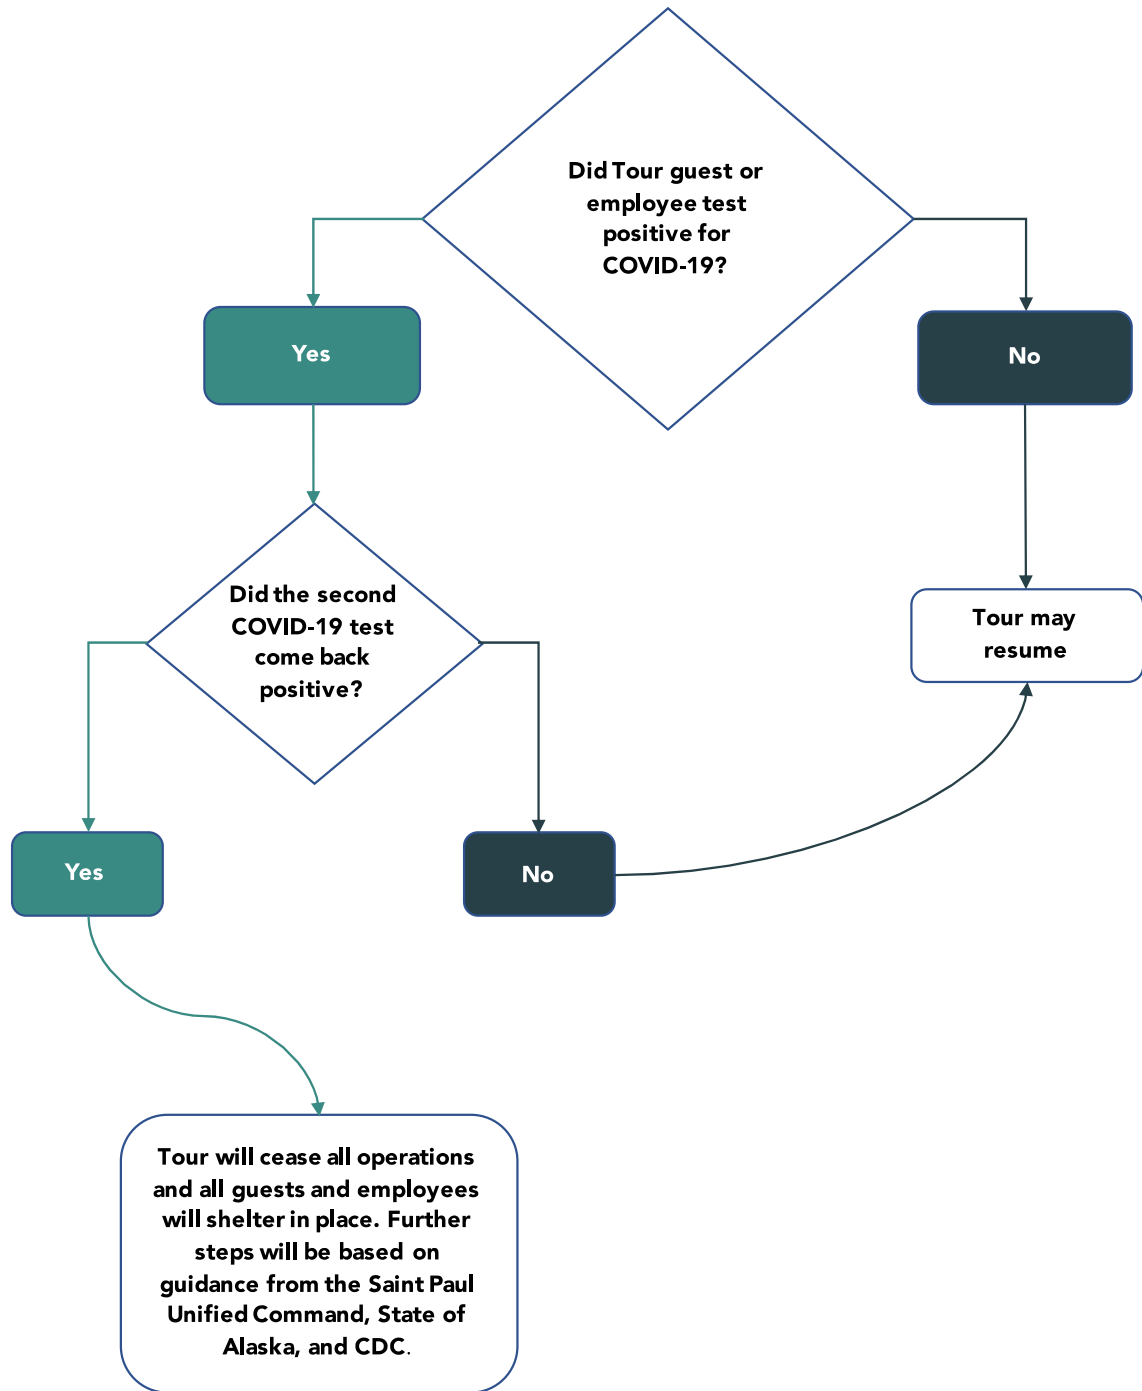 Did Tour guest or
employee test
positive for
COVID-19?
Yes
No
Did the second
COVID-19 test
come back
positive?
Tour may
resume
Yes
No
Tour will cease all operations
and all guests and employees
will shelter in place. Further
steps will be based on
guidance from the Saint Paul
Unified Command, State of
Alaska, and CDC.